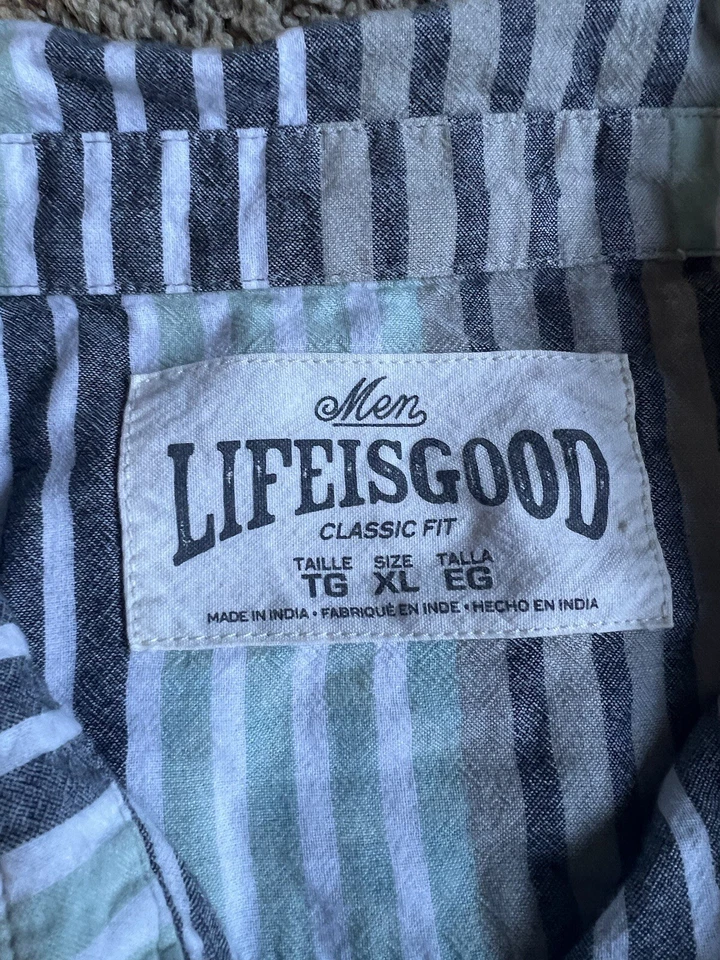 Men
LIFEISGOOD
CLASSIC FIT
TAILLE SIZE TALLA
TG XL EG
MADE IN INDIA • FABRIQUÉ EN INDE • HECHO EN INDIA